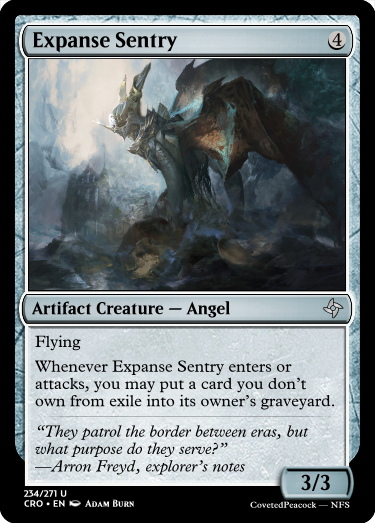 Expanse Sentry 4
Artifact Creature — Angel
Flying
Whenever Expanse Sentry enters or
attacks, you may put a card you don't
own from exile into its owner's graveyard.
“They patrol the border between eras, but
what purpose do they serve?”
—Arron Freyd, explorer's notes
3/3
234/271 U
CRO • EN Adam Burn
CovetedPeacock — NFS